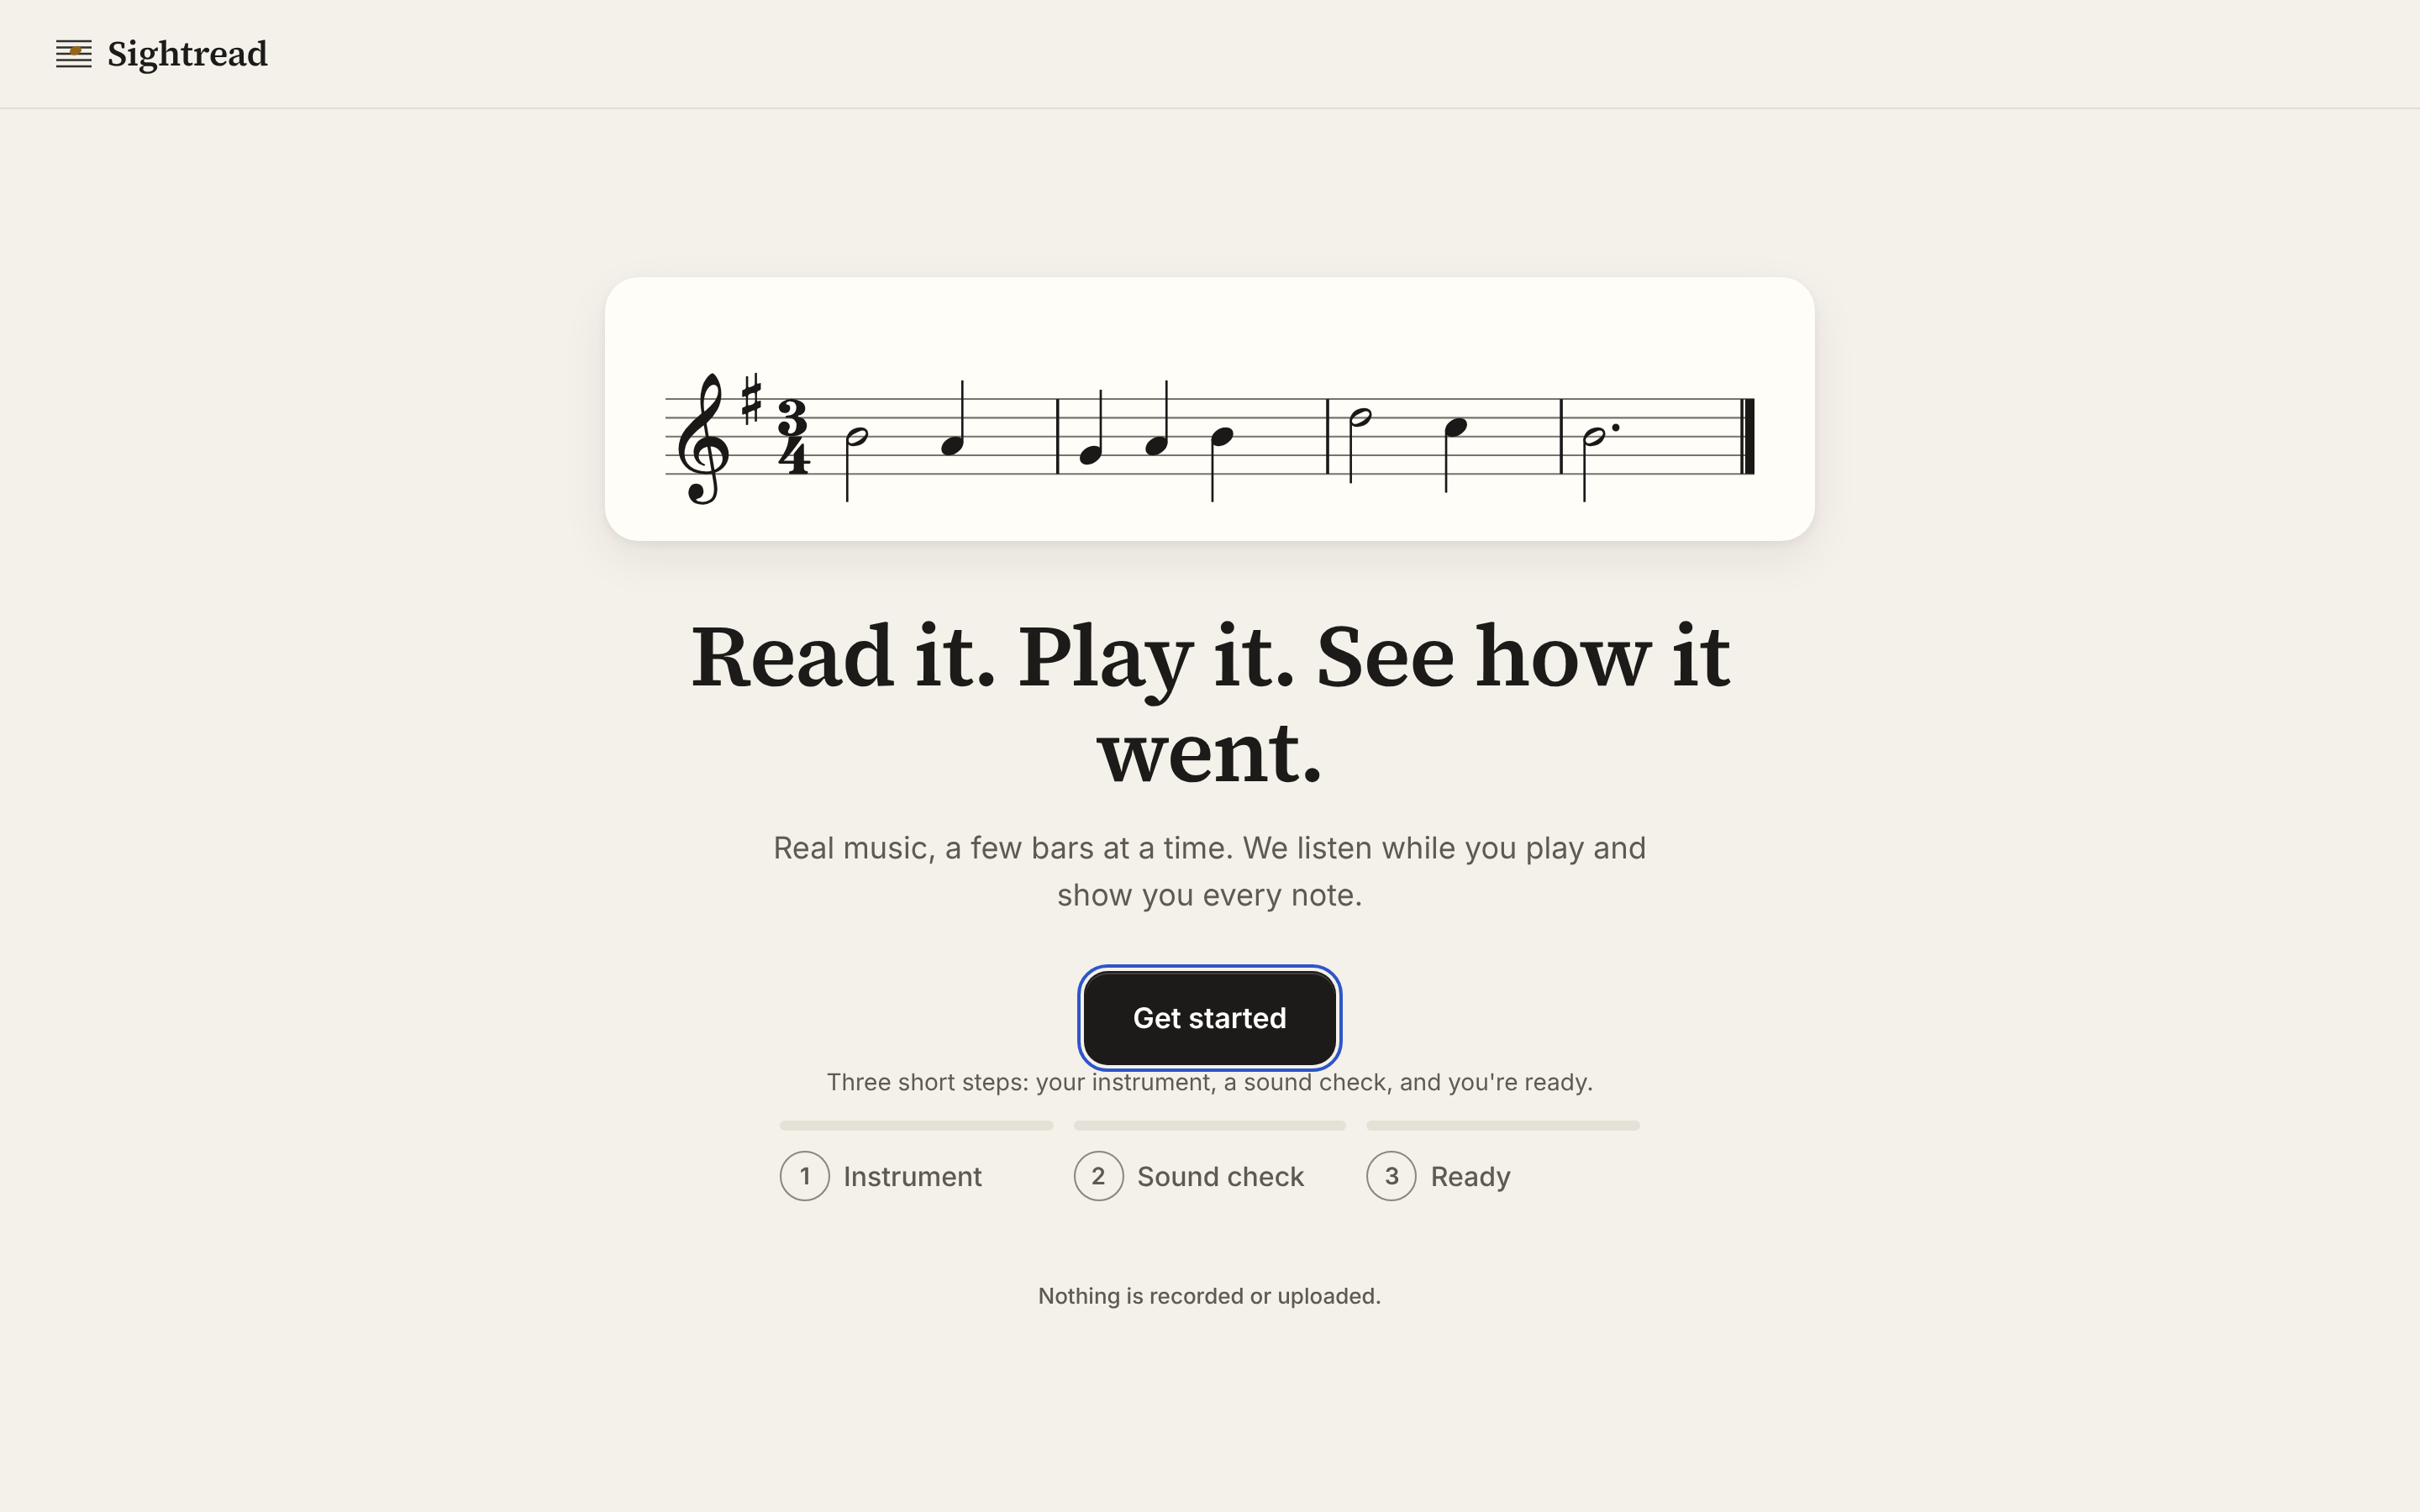 Sightread
3
4
Read it. Play it. See how it
went.
Real music, a few bars at a time. We listen while you play and
show you every note.
Get started
Three short steps: your instrument, a sound check, and you're ready.
1 Instrument
2 Sound check
3 Ready
Nothing is recorded or uploaded.